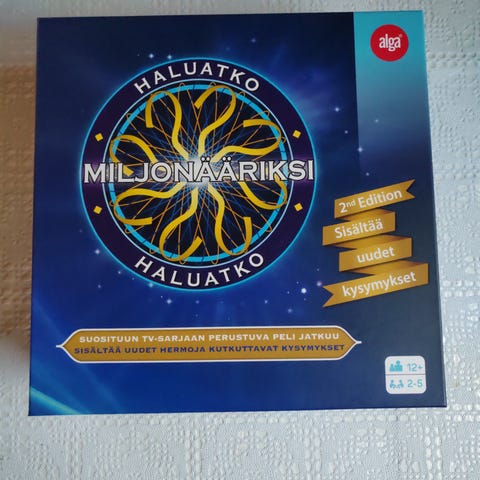 alga
HALUATKO
MILJONÄÄRIKSI
HALUATKO
2nd Edition
Sisältää
uudet
kysymykset
SUOSITUUN TV-SARJAAN PERUSTUVA PELI JATKUU
SISÄLTÄÄ UUDET HERMOJA KUTKUTTAVAT KYSYMYKSET
12+
2-5